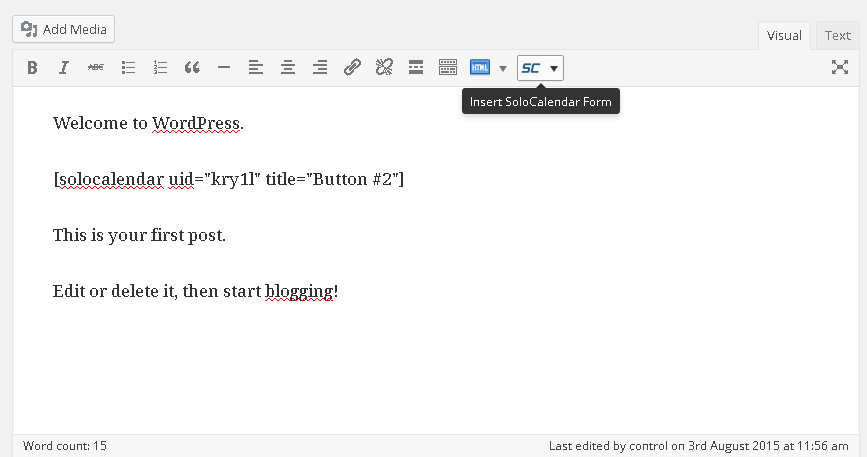 Add Media
Visual Text
B I ABC HTML SC
Insert SoloCalendar Form
Welcome to WordPress.
[solocalendar uid="kry1l" title="Button #2"]
This is your first post.
Edit or delete it, then start blogging!
Word count: 15 Last edited by control on 3rd August 2015 at 11:56 am